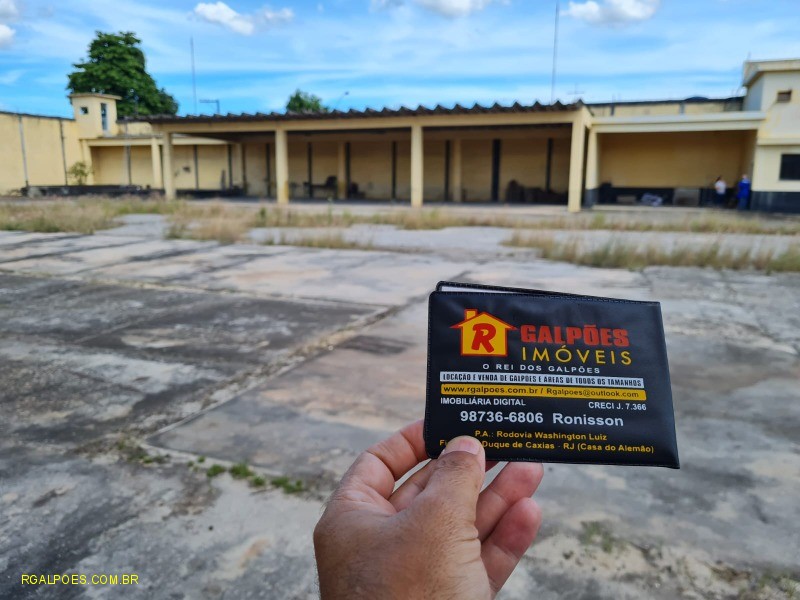 R GALPÕES
IMÓVEIS
O REI DOS GALPÕES
LOCAÇÃO E VENDA DE GALPÕES E ÁREAS DE TODOS OS TAMANHOS
www.rgalpoes.com.br / Rgalpoes@outlook.com
IMOBILIÁRIA DIGITAL CRECI J. 7.366
98736-6806 Ronisson
P.A.: Rodovia Washington Luiz
Duque de Caxias - RJ (Casa do Alemão)
RGALPOES.COM.BR